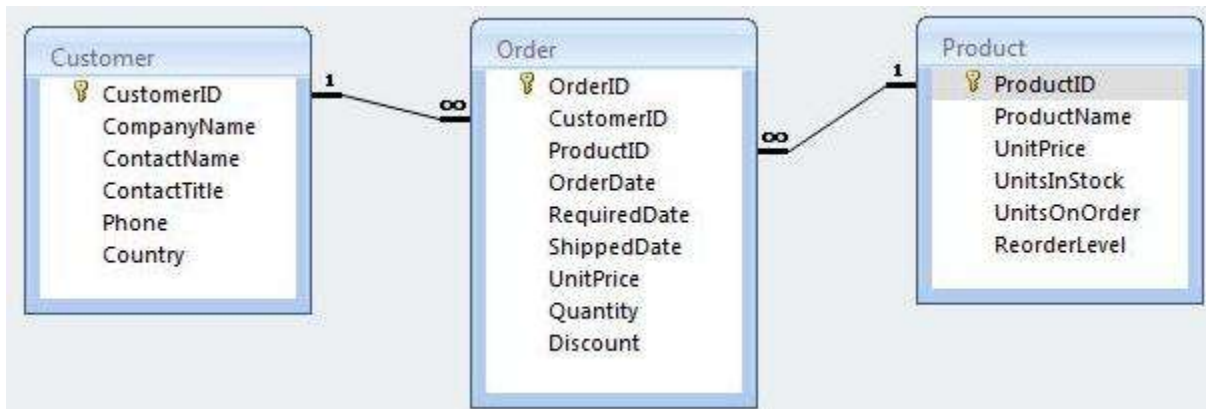 Customer
CustomerID
CompanyName
ContactName
ContactTitle
Phone
Country
1
∞
Order
OrderID
CustomerID
ProductID
OrderDate
RequiredDate
ShippedDate
UnitPrice
Quantity
Discount
∞
1
Product
ProductID
ProductName
UnitPrice
UnitsInStock
UnitsOnOrder
ReorderLevel